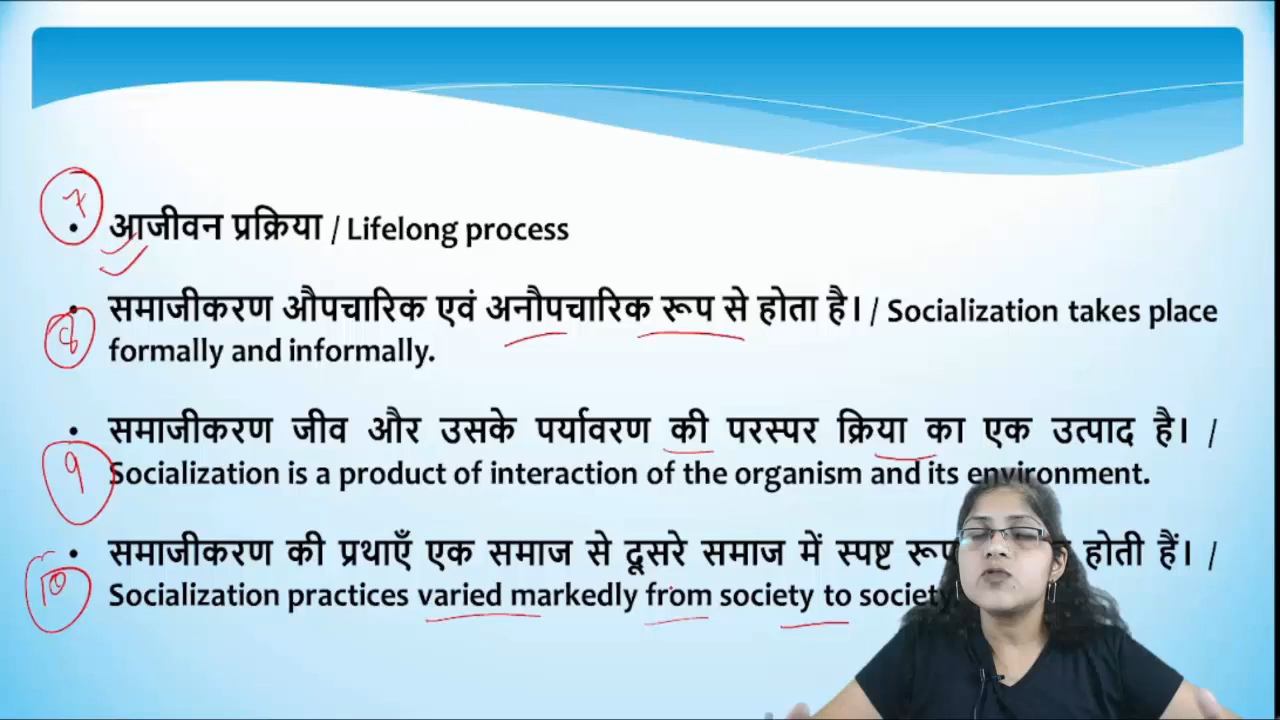 7
• आजीवन प्रक्रिया / Lifelong process
8
• समाजीकरण औपचारिक एवं अनौपचारिक रूप से होता है। / Socialization takes place
formally and informally.
9
• समाजीकरण जीव और उसके पर्यावरण की परस्पर क्रिया का एक उत्पाद है। /
Socialization is a product of interaction of the organism and its environment.
10
• समाजीकरण की प्रथाएँ एक समाज से दूसरे समाज में स्पष्ट होती हैं। /
Socialization practices varied markedly from society to society